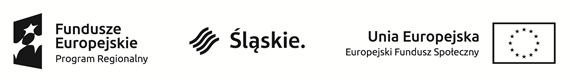 Fundusze
Europejskie
Program Regionalny
Śląskie.
Unia Europejska
Europejski Fundusz Społeczny